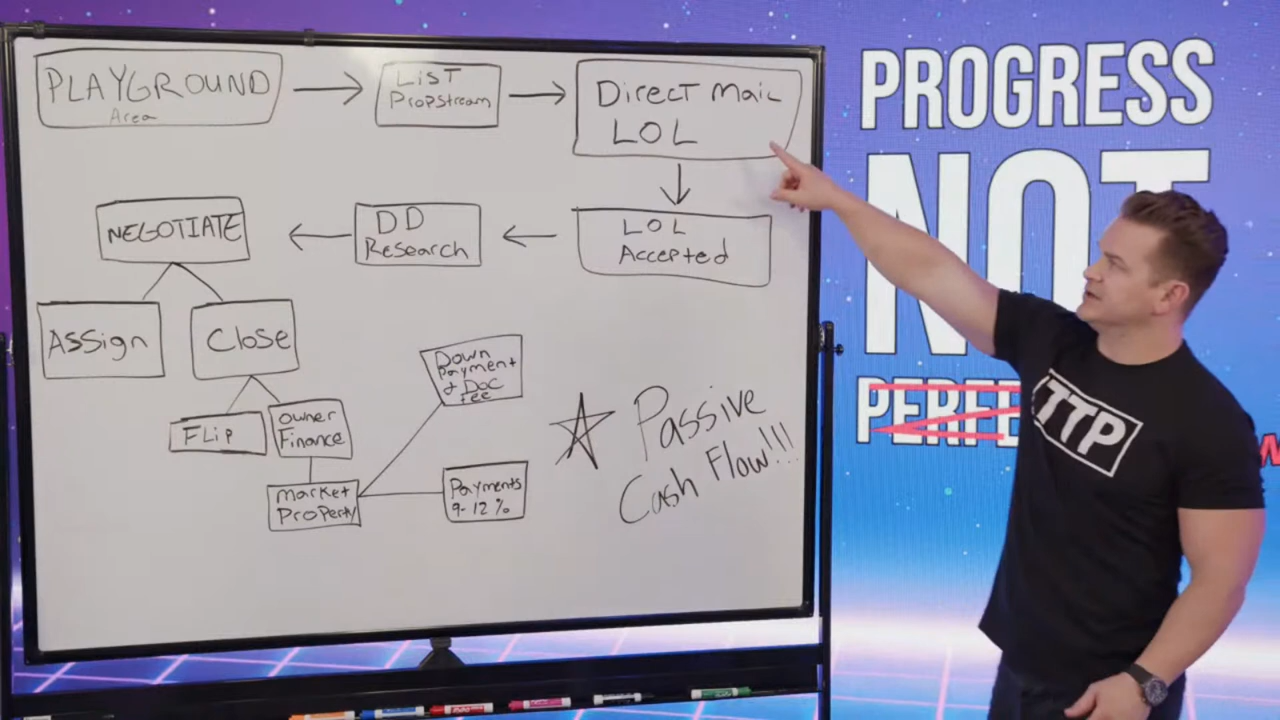 PLAYGROUND
Area
LiST
PropStream
DirecT Mail
LOL
LOL
Accepted
DD
Research
NEGOTIATE
Assign
Close
FLip
owner
Finance
market
Property
Down
Payment
& Doc
Fee
Payments
9-12%
Passive
Cash Flow!!!
PROGRESS
NOT
PERFE
TTP